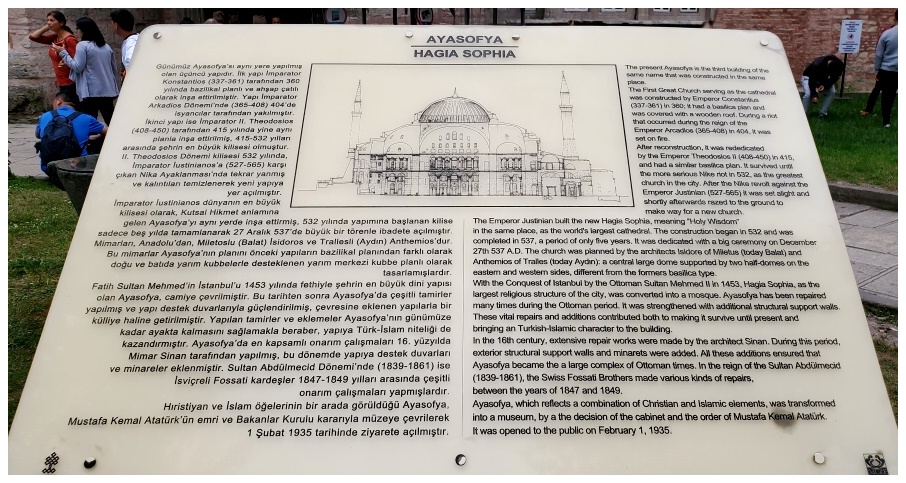 AYASOFYA
HAGIA SOPHIA
Günümüz Ayasofya'sı aynı yere yapılmış
olan üçüncü yapıdır. İlk yapı İmparator
Konstantios (337-361) tarafından 360
yılında bazilikal planlı ve ahşap çatılı
olarak inşa ettirilmiştir. Yapı İmparator
Arkadios Dönemi'nde (365-408) 404'de
isyancılar tarafından yakılmıştır.
İkinci yapı ise İmparator II. Theodosios
(408-450) tarafından 415 yılında yine aynı
planla inşa ettirilmiştir. 415-532 yılları
arasında şehrin en büyük kilisesi olmuştur.
II. Theodosios Dönemi kilisesi 532 yılında,
İmparator İustinianos'a (527-565) karşı
çıkan Nika Ayaklanması'nda tekrar yanmış
ve kalıntıları temizlenerek yeni yapıya
yer açılmıştır.
İmparator İustinianos dünyanın en büyük
kilisesi olarak, Kutsal Hikmet anlamına
gelen Ayasofya'yı aynı yerde inşa ettirmiş, 532 yılında yapımına başlanan kilise
sadece beş yılda tamamlanarak 27 Aralık 537'de büyük bir törenle ibadete açılmıştır.
Mimarları, Anadolu'dan, Miletoslu (Balat) İsidoros ve Trallesli (Aydın) Anthemios'dur.
Bu mimarlar Ayasofya'nın planını önceki yapıların bazilikal planından farklı olarak
doğu ve batıda yarım kubbelerle desteklenen yarım merkezi kubbe planlı olarak
tasarlamışlardır.
Fatih Sultan Mehmed'in İstanbul'u 1453 yılında fethiyle şehrin en büyük dini yapısı
olan Ayasofya, camiye çevrilmiştir. Bu tarihten sonra Ayasofya'da çeşitli tamirler
yapılmış ve yapı destek duvarlarıyla güçlendirilmiş, çevresine eklenen yapılarla bir
külliye haline getirilmiştir. Yapılan tamirler ve eklemeler Ayasofya'nın günümüze
kadar ayakta kalmasını sağlamakla beraber, yapıya Türk-İslam niteliği de
kazandırmıştır. Ayasofya'da en kapsamlı onarım çalışmaları 16. yüzyılda
Mimar Sinan tarafından yapılmış, bu dönemde yapıya destek duvarları
ve minareler eklenmiştir. Sultan Abdülmecid Dönemi'nde (1839-1861) ise
İsviçreli Fossati kardeşler 1847-1849 yılları arasında çeşitli
onarım çalışmaları yapmışlardır.
Hıristiyan ve İslam öğelerinin bir arada görüldüğü Ayasofya,
Mustafa Kemal Atatürk'ün emri ve Bakanlar Kurulu kararıyla müzeye çevrilerek
1 Şubat 1935 tarihinde ziyarete açılmıştır.
The present Ayasofya is the third building of the
same name that was constructed in the same
place.
The First Great Church serving as the cathedral
was constructed by Emperor Constantius
(337-361) in 360; it had a basilica plan and
was covered with a wooden roof. During a riot
that occurred during the reign of the
Emperor Arcadios (365-408) in 404, it was
set on fire.
After reconstruction, it was rededicated
by the Emperor Theodosios II (408-450) in 415,
and had a similar basilica plan. It survived until
the more serious Nike riot in 532, as the greatest
church in the city. After the Nike revolt against the
Emperor Justinian (527-565) it was set alight and
shortly afterwards razed to the ground to
make way for a new church.
The Emperor Justinian built the new Hagia Sophia, meaning "Holy Wisdom"
in the same place, as the world's largest cathedral. The construction began in 532 and was
completed in 537, a period of only five years. It was dedicated with a big ceremony on December
27th 537 A.D. The church was planned by the architects Isidore of Miletus (today Balat) and
Anthemios of Tralles (today Aydin); a central large dome supported by two half-domes on the
eastern and western sides, different from the formers basilica type.
With the Conquest of Istanbul by the Ottoman Sultan Mehmed II in 1453, Hagia Sophia, as the
largest religious structure of the city, was converted into a mosque. Ayasofya has been repaired
many times during the Ottoman period. It was strengthened with additional structural support walls.
These vital repairs and additions contributed both to making it survive until present and
bringing an Turkish-Islamic character to the building.
In the 16th century, extensive repair works were made by the architect Sinan. During this period,
exterior structural support walls and minarets were added. All these additions ensured that
Ayasofya became the a large complex of Ottoman times. In the reign of the Sultan Abdülmecid
(1839-1861), the Swiss Fossati Brothers made various kinds of repairs,
between the years of 1847 and 1849.
Ayasofya, which reflects a combination of Christian and Islamic elements, was transformed
into a museum, by a the decision of the cabinet and the order of Mustafa Kemal Atatürk.
It was opened to the public on February 1, 1935.